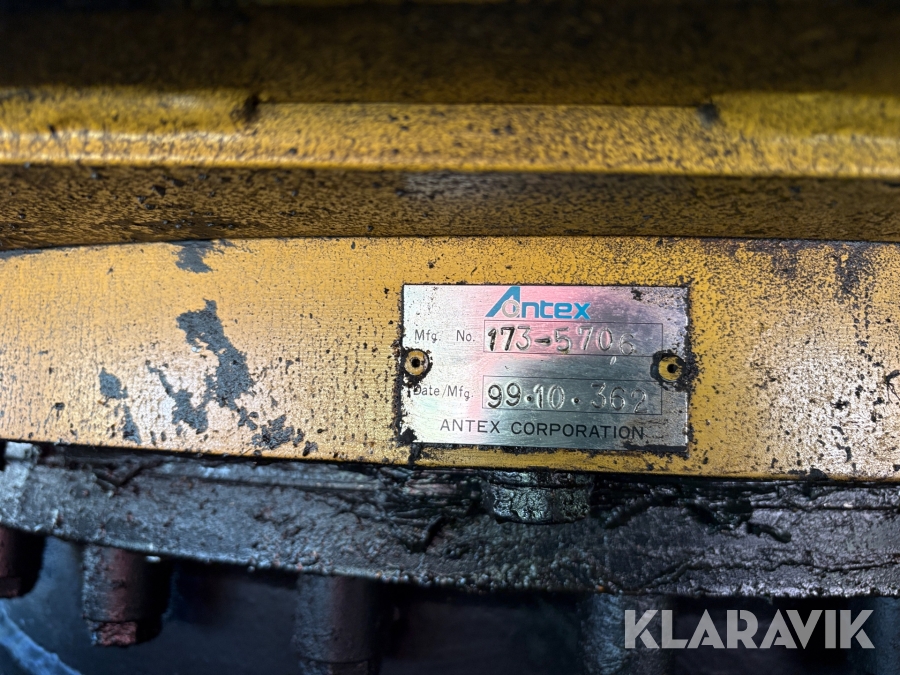 Antex
Mfg. No. 173-5706
Date/Mfg. 99.10.362
ANTEX CORPORATION
KLARAVIK